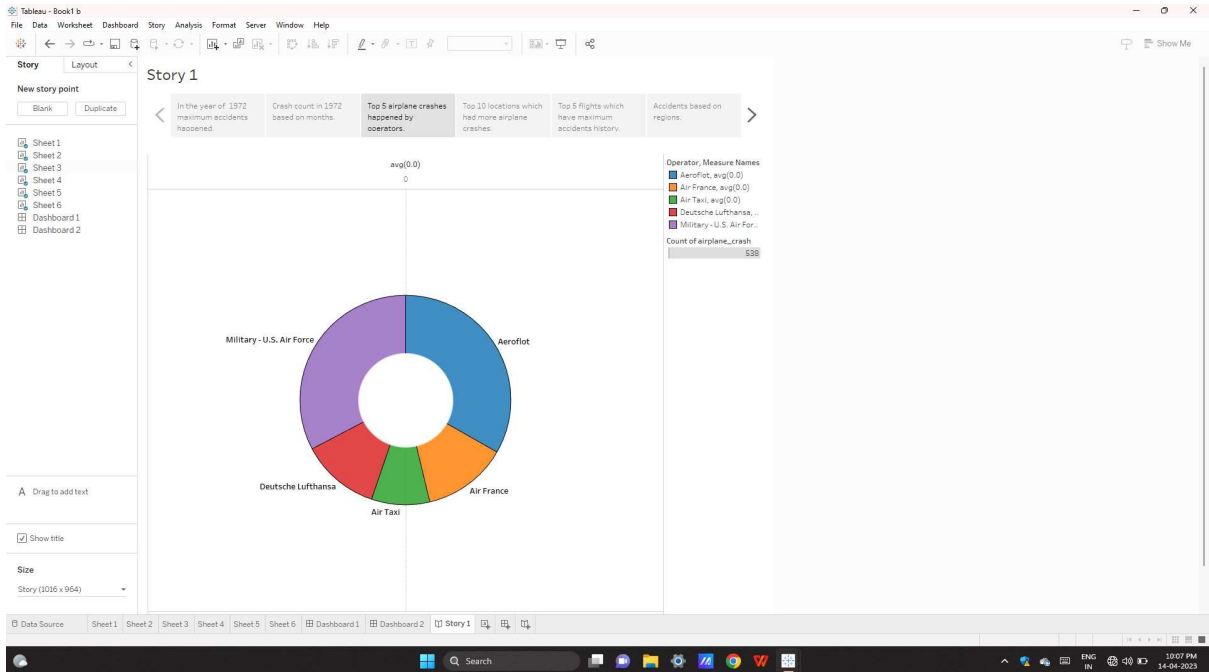 Tableau - Book1 b
File Data Worksheet Dashboard Story Analysis Format Server Window Help
Show Me
Story Layout
New story point
Blank Duplicate
Sheet 1
Sheet 2
Sheet 3
Sheet 4
Sheet 5
Sheet 6
Dashboard 1
Dashboard 2
A Drag to add text
Show title
Size
Story (1016 x 964)
Story 1
In the year of 1972
maximum accidents
happened.
Crash count in 1972
based on months.
Top 5 airplane crashes
happened by
operators.
Top 10 locations which
had more airplane
crashes.
Top 5 flights which
have maximum
accidents history.
Accidents based on
regions.
avg(0.0)
0
Military - U.S. Air Force
Aeroflot
Deutsche Lufthansa
Air France
Air Taxi
Operator, Measure Names
Aeroflot, avg(0.0)
Air France, avg(0.0)
Air Taxi, avg(0.0)
Deutsche Lufthansa,...
Military - U.S. Air For..
Count of airplane_crash
538
Data Source Sheet 1 Sheet 2 Sheet 3 Sheet 4 Sheet 5 Sheet 6 Dashboard 1 Dashboard 2 Story 1
Search
ENG
IN
10:07 PM
14-04-2023